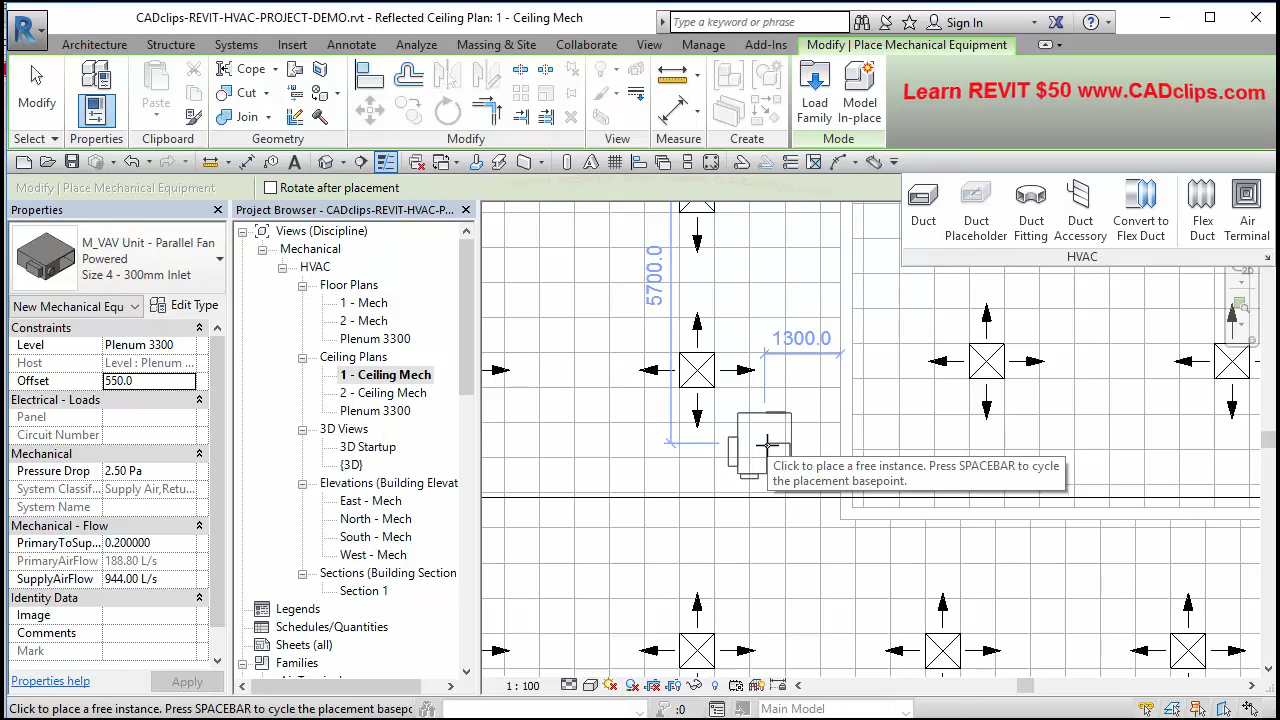 CADclips-REVIT-HVAC-PROJECT-DEMO.rvt - Reflected Ceiling Plan: 1 - Ceiling Mech
Type a keyword or phrase
Sign In
Architecture Structure Systems Insert Annotate Analyze Massing & Site Collaborate View Manage Add-Ins Modify | Place Mechanical Equipment
Modify
Paste
Cope
Cut
Join
Load
Family
Model
In-place
Select Properties Clipboard Geometry Modify View Measure Create Mode
Learn REVIT $50 www.CADclips.com
Modify | Place Mechanical Equipment
Rotate after placement
Duct
Duct
Placeholder
Duct
Fitting
Duct
Accessory
Convert to
Flex Duct
Flex
Duct
Air
Terminal
HVAC
Properties
M_VAV Unit - Parallel Fan
Powered
Size 4 - 300mm Inlet
New Mechanical Equ
Edit Type
Constraints
Level Plenum 3300
Host Level : Plenum ...
Offset 550.0
Electrical - Loads
Panel
Circuit Number
Mechanical
Pressure Drop 2.50 Pa
System Classif... Supply Air,Retu...
System Name
Mechanical - Flow
PrimaryToSup... 0.200000
PrimaryAirFlow 188.80 L/s
SupplyAirFlow 944.00 L/s
Identity Data
Image
Comments
Mark
Properties help
Apply
Project Browser - CADclips-REVIT-HVAC-P...
Views (Discipline)
Mechanical
HVAC
Floor Plans
1 - Mech
2 - Mech
Plenum 3300
Ceiling Plans
1 - Ceiling Mech
2 - Ceiling Mech
Plenum 3300
3D Views
3D Startup
{3D}
Elevations (Building Elevat
East - Mech
North - Mech
South - Mech
West - Mech
Sections (Building Section
Section 1
Legends
Schedules/Quantities
Sheets (all)
Families
5700.0
1300.0
Click to place a free instance. Press SPACEBAR to cycle
the placement basepoint.
1 : 100
Click to place a free instance. Press SPACEBAR to cycle the placement basepo
:0
Main Model